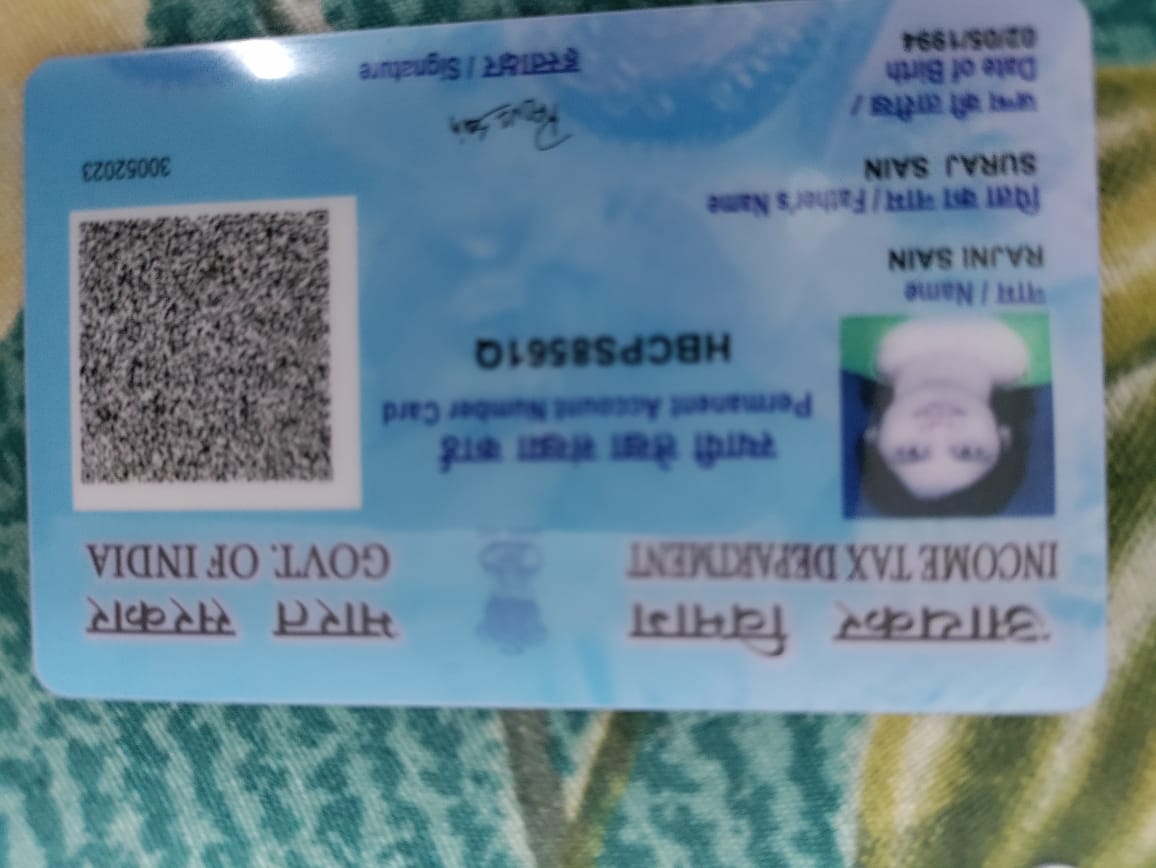 आयकर विभाग
INCOME TAX DEPARTMENT
भारत सरकार
GOVT. OF INDIA
स्थायी लेखा संख्या कार्ड
Permanent Account Number Card
HBCPS8561Q
नाम / Name
RAJNI SAIN
पिता का नाम / Father's Name
SURAJ SAIN
जन्म की तारीख /
Date of Birth
02/05/1994
हस्ताक्षर / Signature
30052023